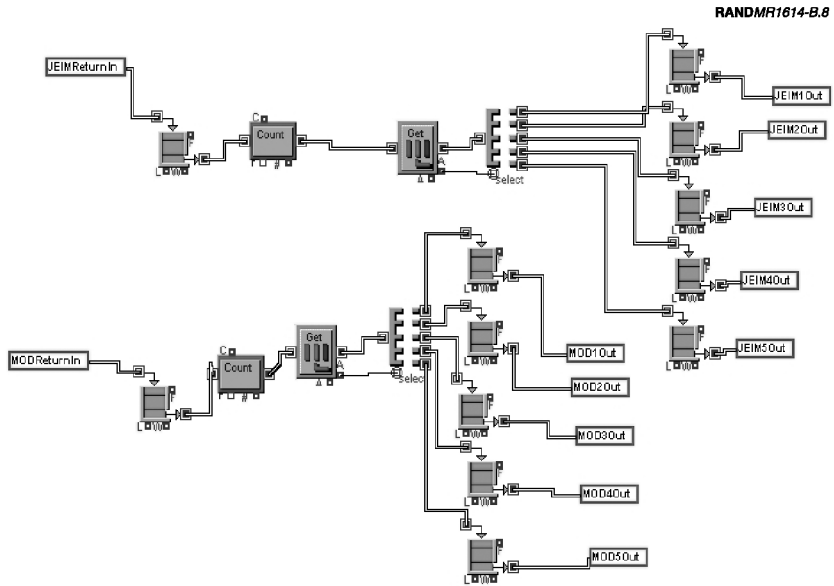 RANDMR1614-B.8
JEIMReturnIn
F
L W
C
Count
#
Get
A
Δ
Select
F
L W
JEIM1Out
F
L W
JEIM2Out
F
L W
JEIM3Out
F
L W
JEIM4Out
F
L W
JEIM5Out
MODReturnIn
F
L W
C
Count
#
Get
A
Δ
Select
F
L W
MOD1Out
F
L W
MOD2Out
F
L W
MOD3Out
F
L W
MOD4Out
F
L W
MOD5Out